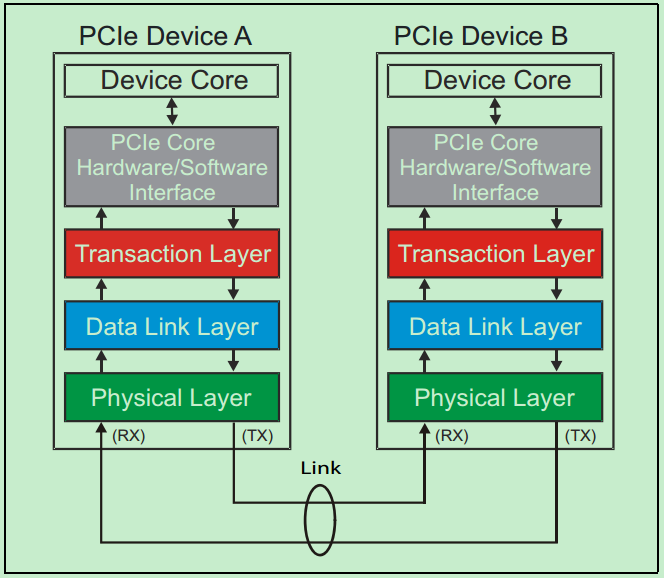 PCIe Device A
Device Core
PCIe Core
Hardware/Software
Interface
Transaction Layer
Data Link Layer
Physical Layer
(RX)
(TX)
PCIe Device B
Device Core
PCIe Core
Hardware/Software
Interface
Transaction Layer
Data Link Layer
Physical Layer
(RX)
(TX)
Link